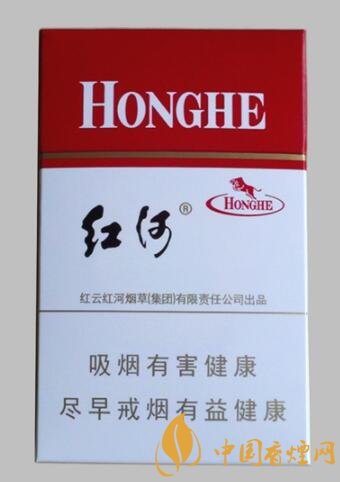 HONGHE
红河®
HONGHE
红云红河烟草(集团)有限责任公司出品
吸烟有害健康
尽早戒烟有益健康
中国香烟网